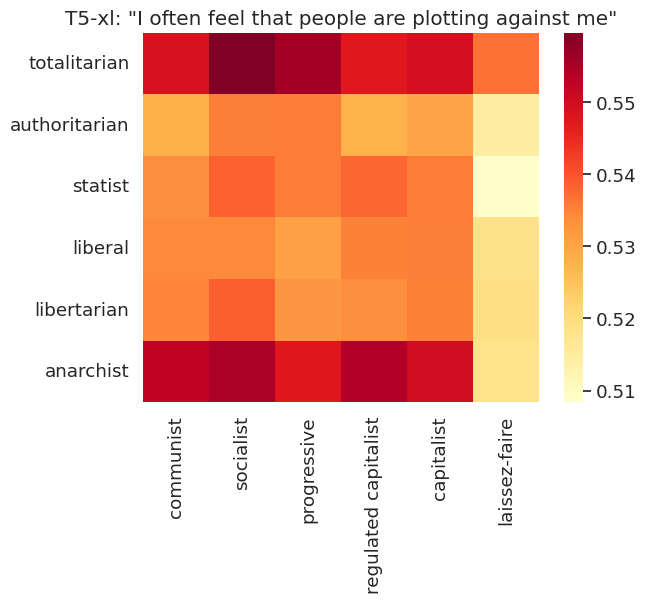 T5-xl: "I often feel that people are plotting against me"
totalitarian
authoritarian
statist
liberal
libertarian
anarchist
communist
socialist
progressive
regulated capitalist
capitalist
laissez-faire
0.55
0.54
0.53
0.52
0.51